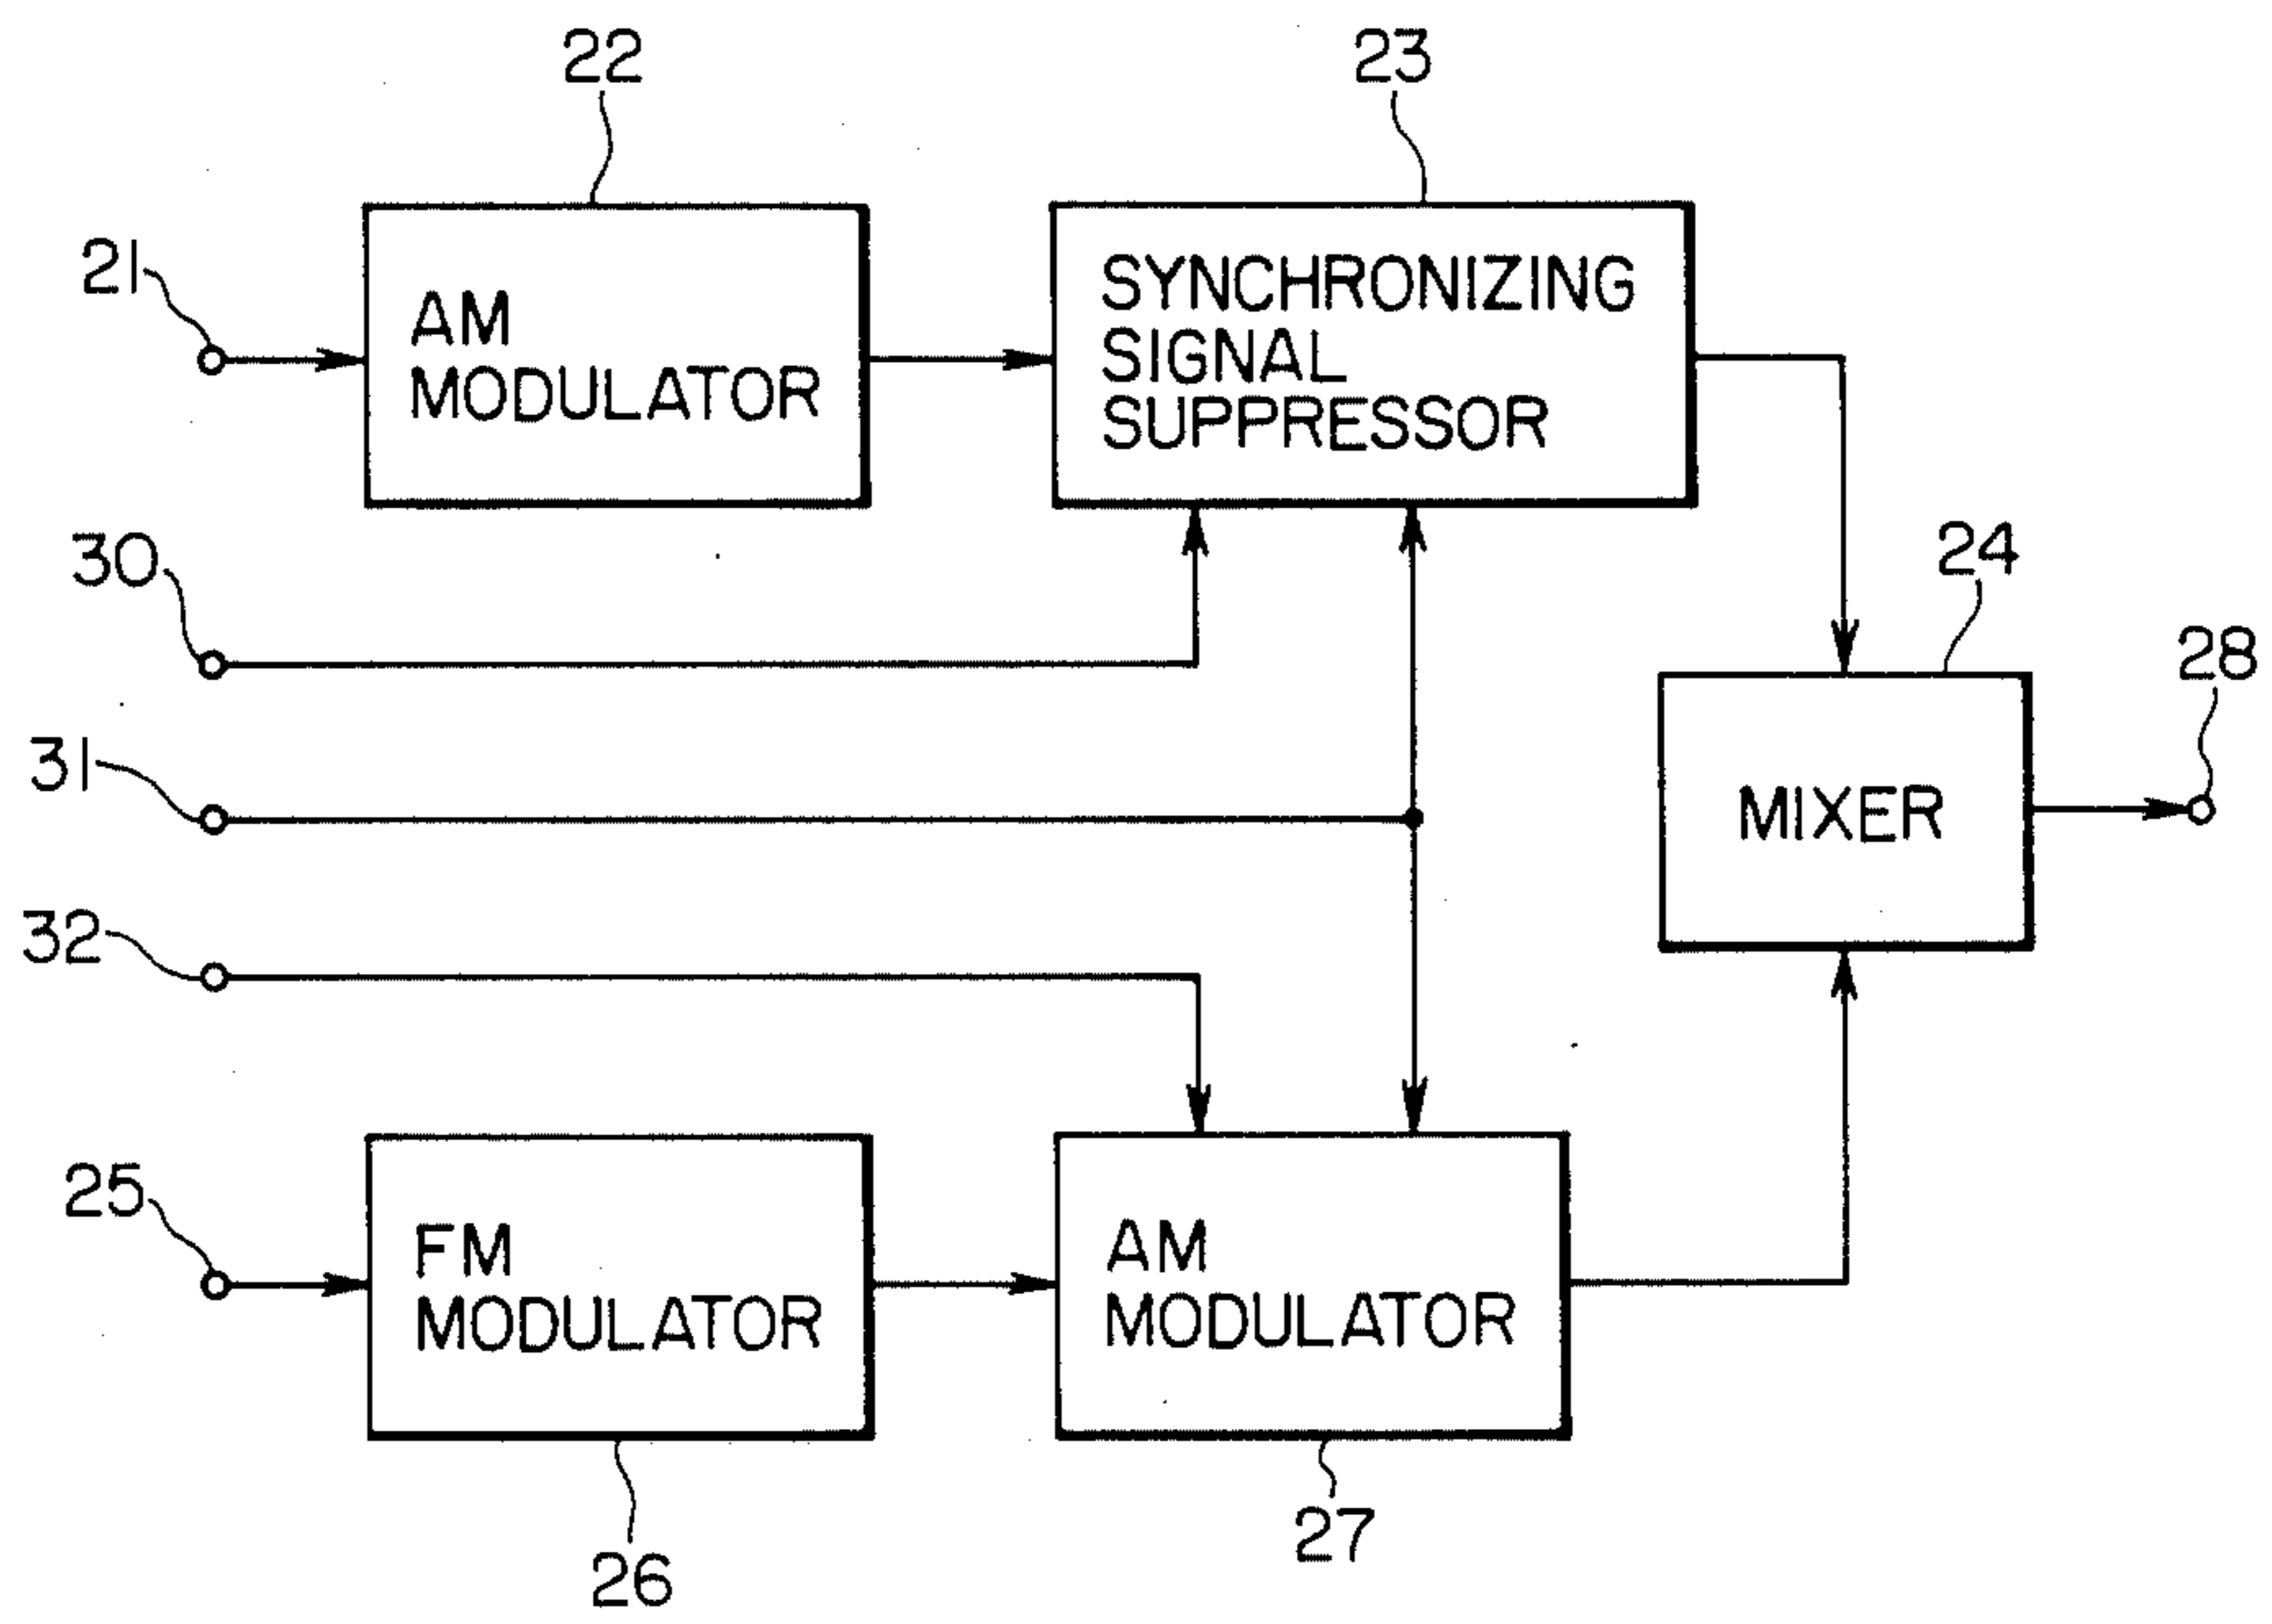 22
23
21
AM
MODULATOR
SYNCHRONIZING
SIGNAL
SUPPRESSOR
30
24
28
31
MIXER
32
25
FM
MODULATOR
AM
MODULATOR
26
27